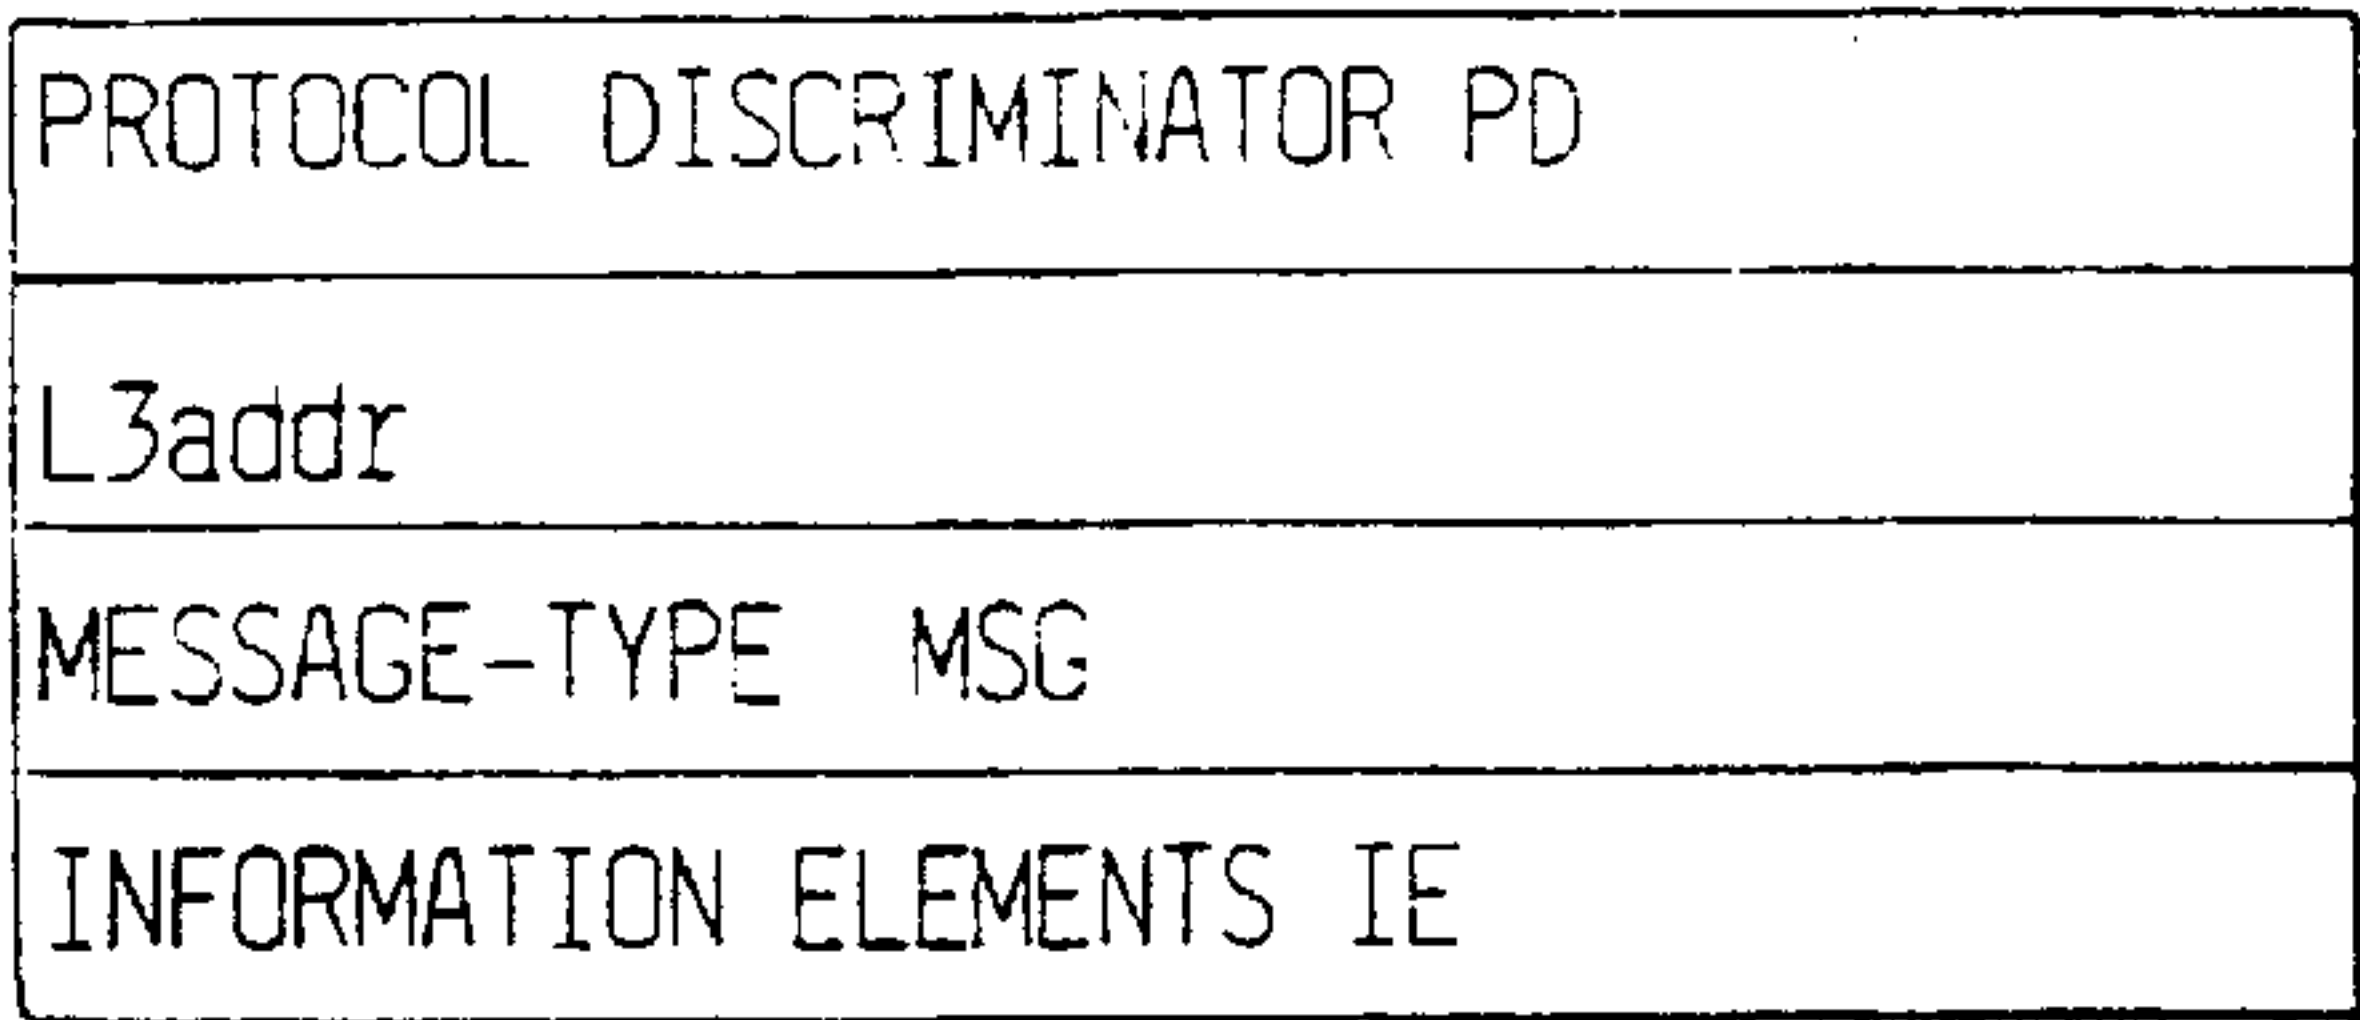 PROTOCOL DISCRIMINATOR PD
L3addr
MESSAGE-TYPE MSG
INFORMATION ELEMENTS IE